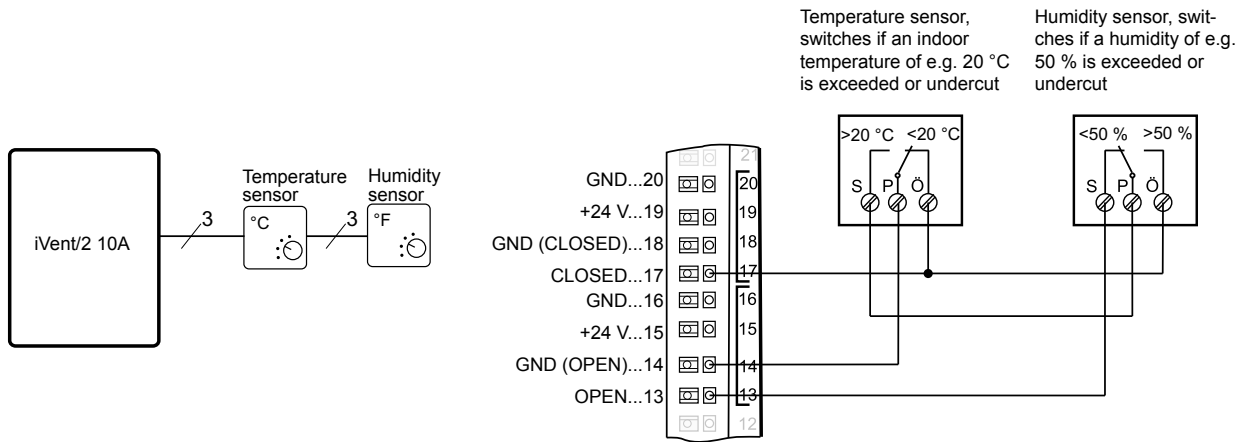 Temperature sensor,
switches if an indoor
temperature of e.g. 20 °C
is exceeded or undercut
Humidity sensor, swit-
ches if a humidity of e.g.
50 % is exceeded or
undercut
>20 °C <20 °C
S P Ö
<50 % >50 %
S P Ö
iVent/2 10A
3
Temperature
sensor
°C
3
Humidity
sensor
°F
21
GND...20
20
+24 V...19
19
GND (CLOSED)...18
18
CLOSED...17
17
GND...16
16
+24 V...15
15
GND (OPEN)...14
14
OPEN...13
13
12